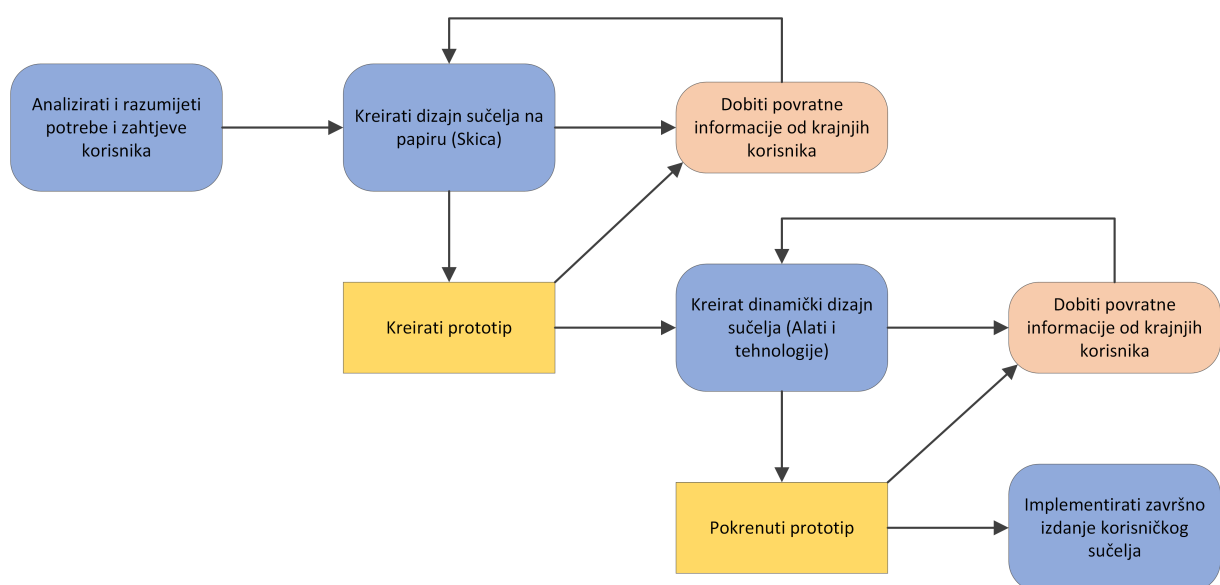 Analizirati i razumijeti
potrebe i zahtjeve
korisnika
Kreirati dizajn sučelja na
papiru (Skica)
Dobiti povratne
informacije od krajnjih
korisnika
Kreirati prototip
Kreirat dinamički dizajn
sučelja (Alati i
tehnologije)
Dobiti povratne
informacije od krajnjih
korisnika
Pokrenuti prototip
Implementirati završno
izdanje korisničkog
sučelja